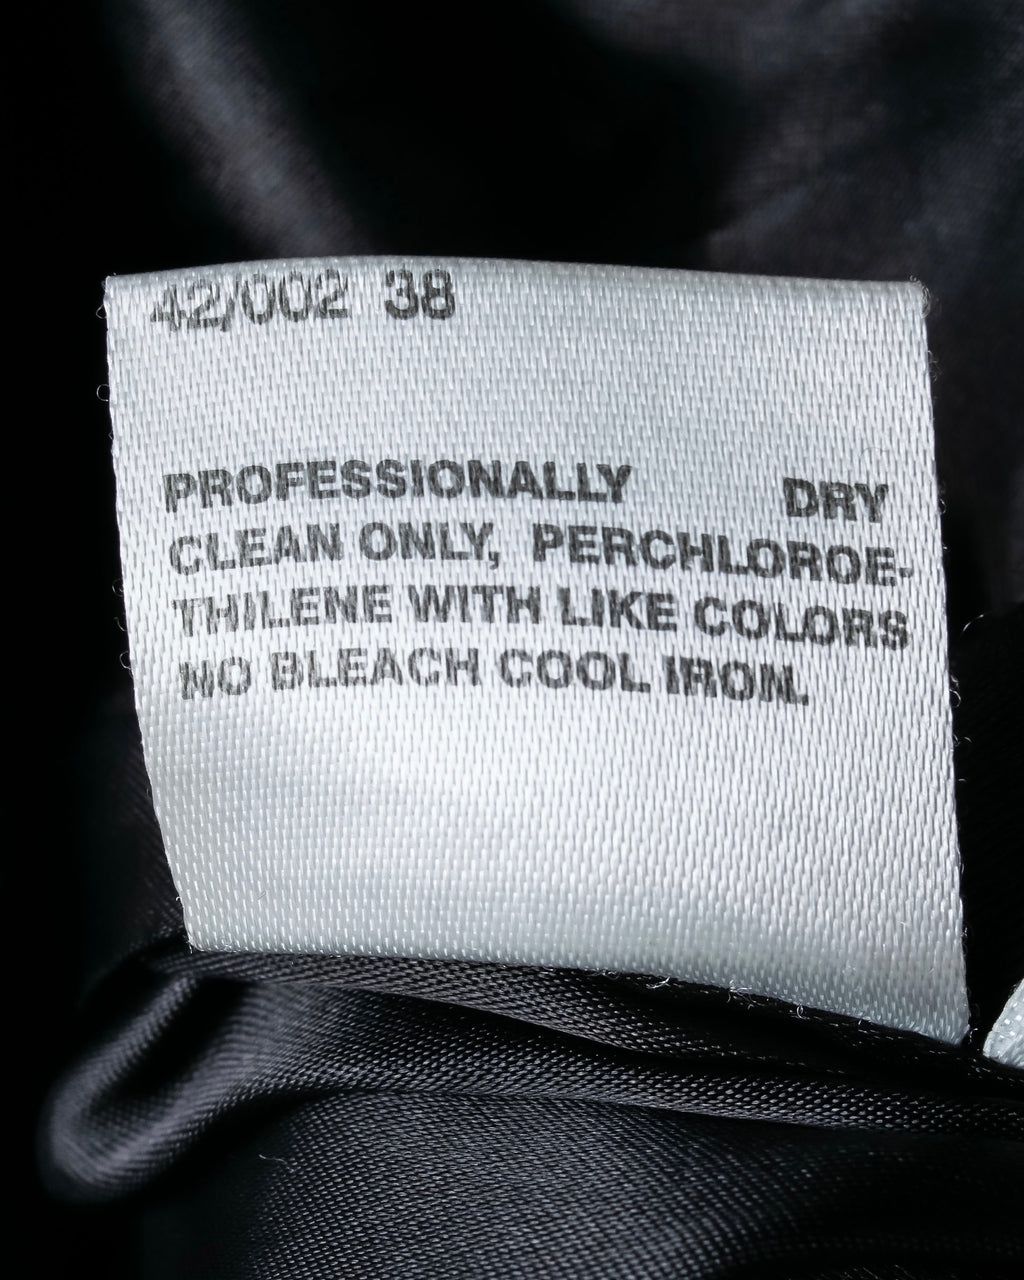 42/002 38
PROFESSIONALLY DRY
CLEAN ONLY, PERCHLOROE-
THILENE WITH LIKE COLORS
NO BLEACH COOL IRON.